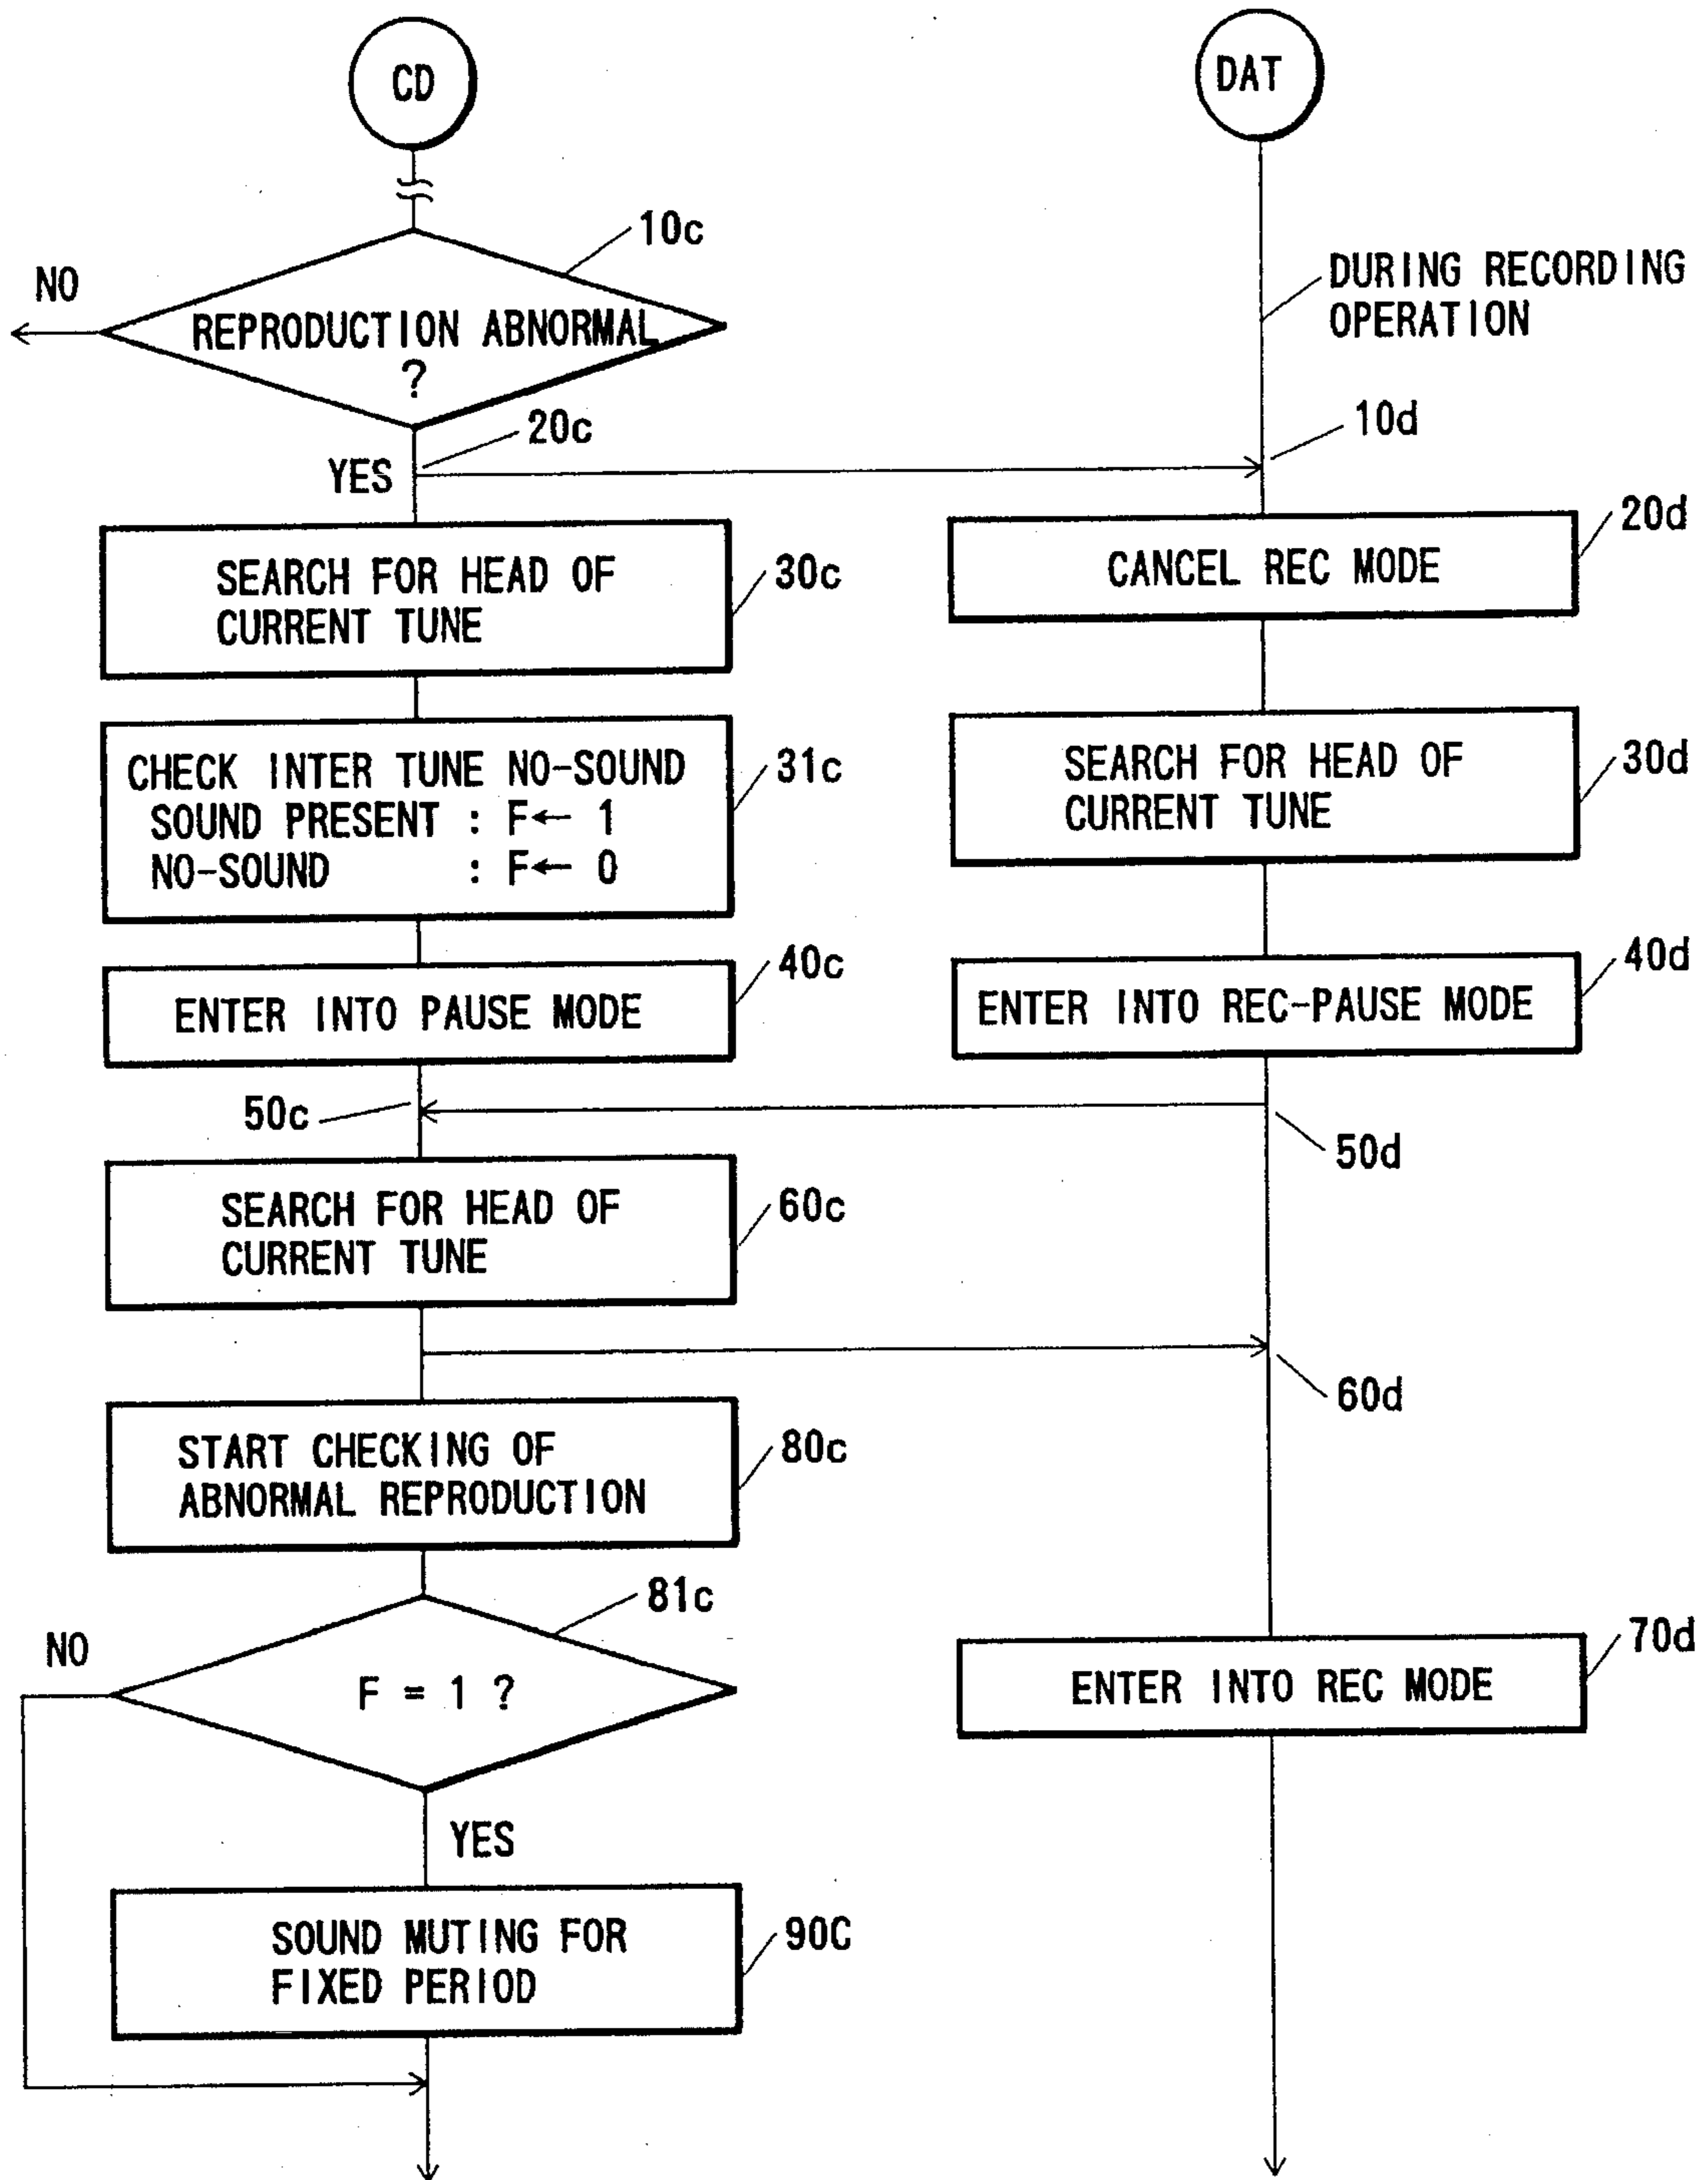 CD
DAT
10c
NO
REPRODUCTION ABNORMAL
?
DURING RECORDING
OPERATION
20c
10d
YES
SEARCH FOR HEAD OF
CURRENT TUNE
30c
CANCEL REC MODE
20d
CHECK INTER TUNE NO-SOUND
SOUND PRESENT : F← 1
NO-SOUND : F← 0
31c
SEARCH FOR HEAD OF
CURRENT TUNE
30d
ENTER INTO PAUSE MODE
40c
ENTER INTO REC-PAUSE MODE
40d
50c
50d
SEARCH FOR HEAD OF
CURRENT TUNE
60c
60d
START CHECKING OF
ABNORMAL REPRODUCTION
80c
81c
NO
F = 1 ?
ENTER INTO REC MODE
70d
YES
SOUND MUTING FOR
FIXED PERIOD
90C